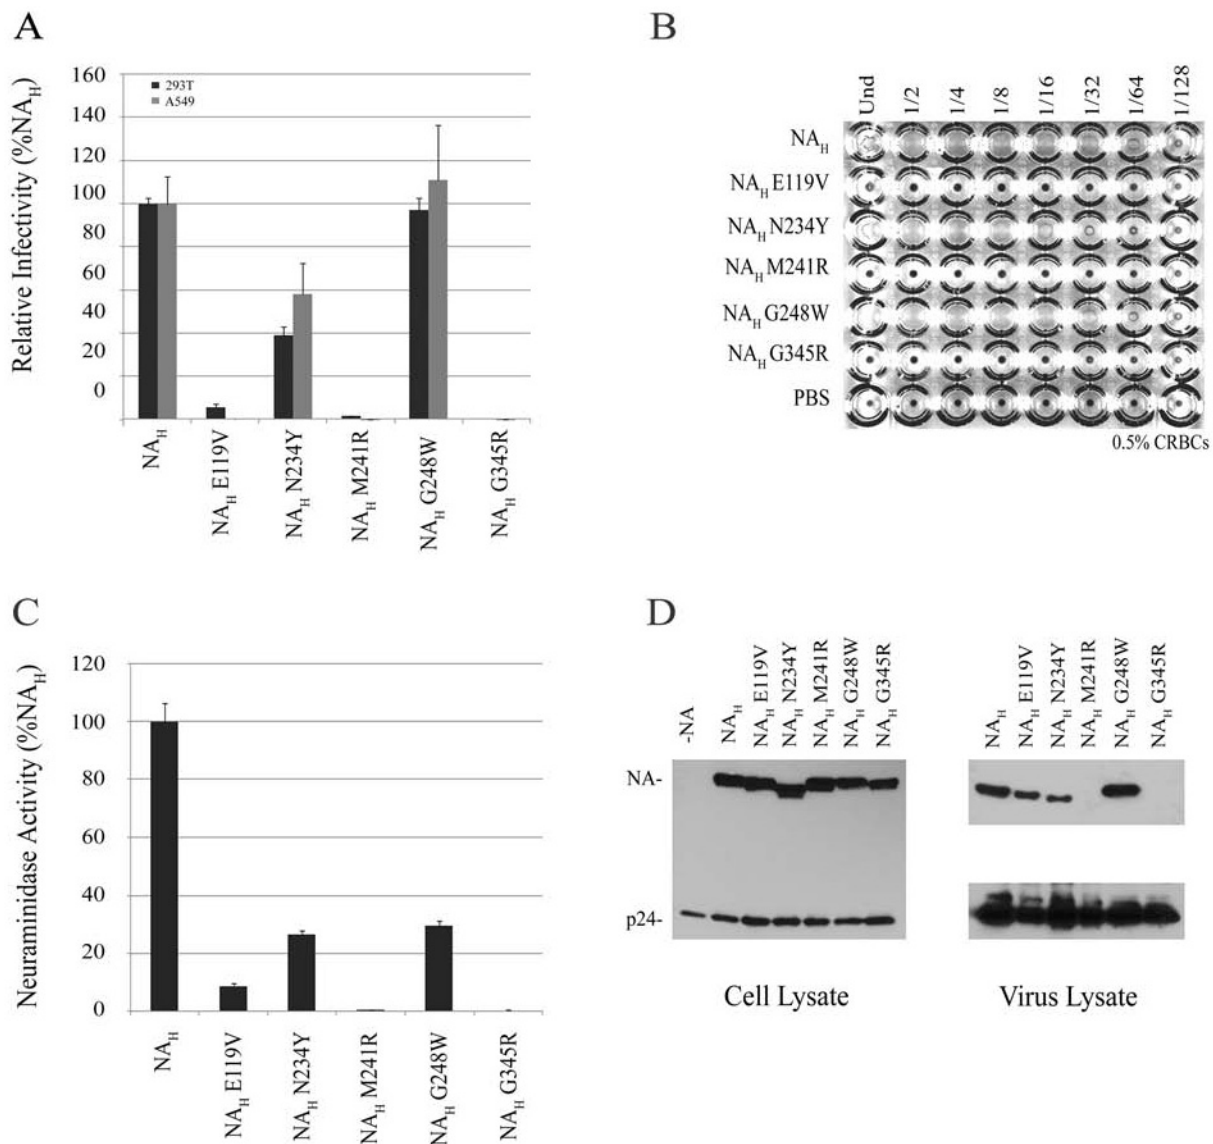 A
Relative Infectivity (%NAH)
160
140
120
100
80
60
40
20
0
293T
A549
NAH
NAH E119V
NAH N234Y
NAH M241R
NAH G248W
NAH G345R
B
Und
1/2
1/4
1/8
1/16
1/32
1/64
1/128
NAH
NAH E119V
NAH N234Y
NAH M241R
NAH G248W
NAH G345R
PBS
0.5% CRBCs
C
Neuraminidase Activity (%NAH)
120
100
80
60
40
20
0
NAH
NAH E119V
NAH N234Y
NAH M241R
NAH G248W
NAH G345R
D
-NA
NAH
NAH E119V
NAH N234Y
NAH M241R
NAH G248W
NAH G345R
NA-
p24-
Cell Lysate
NAH
NAH E119V
NAH N234Y
NAH M241R
NAH G248W
NAH G345R
Virus Lysate